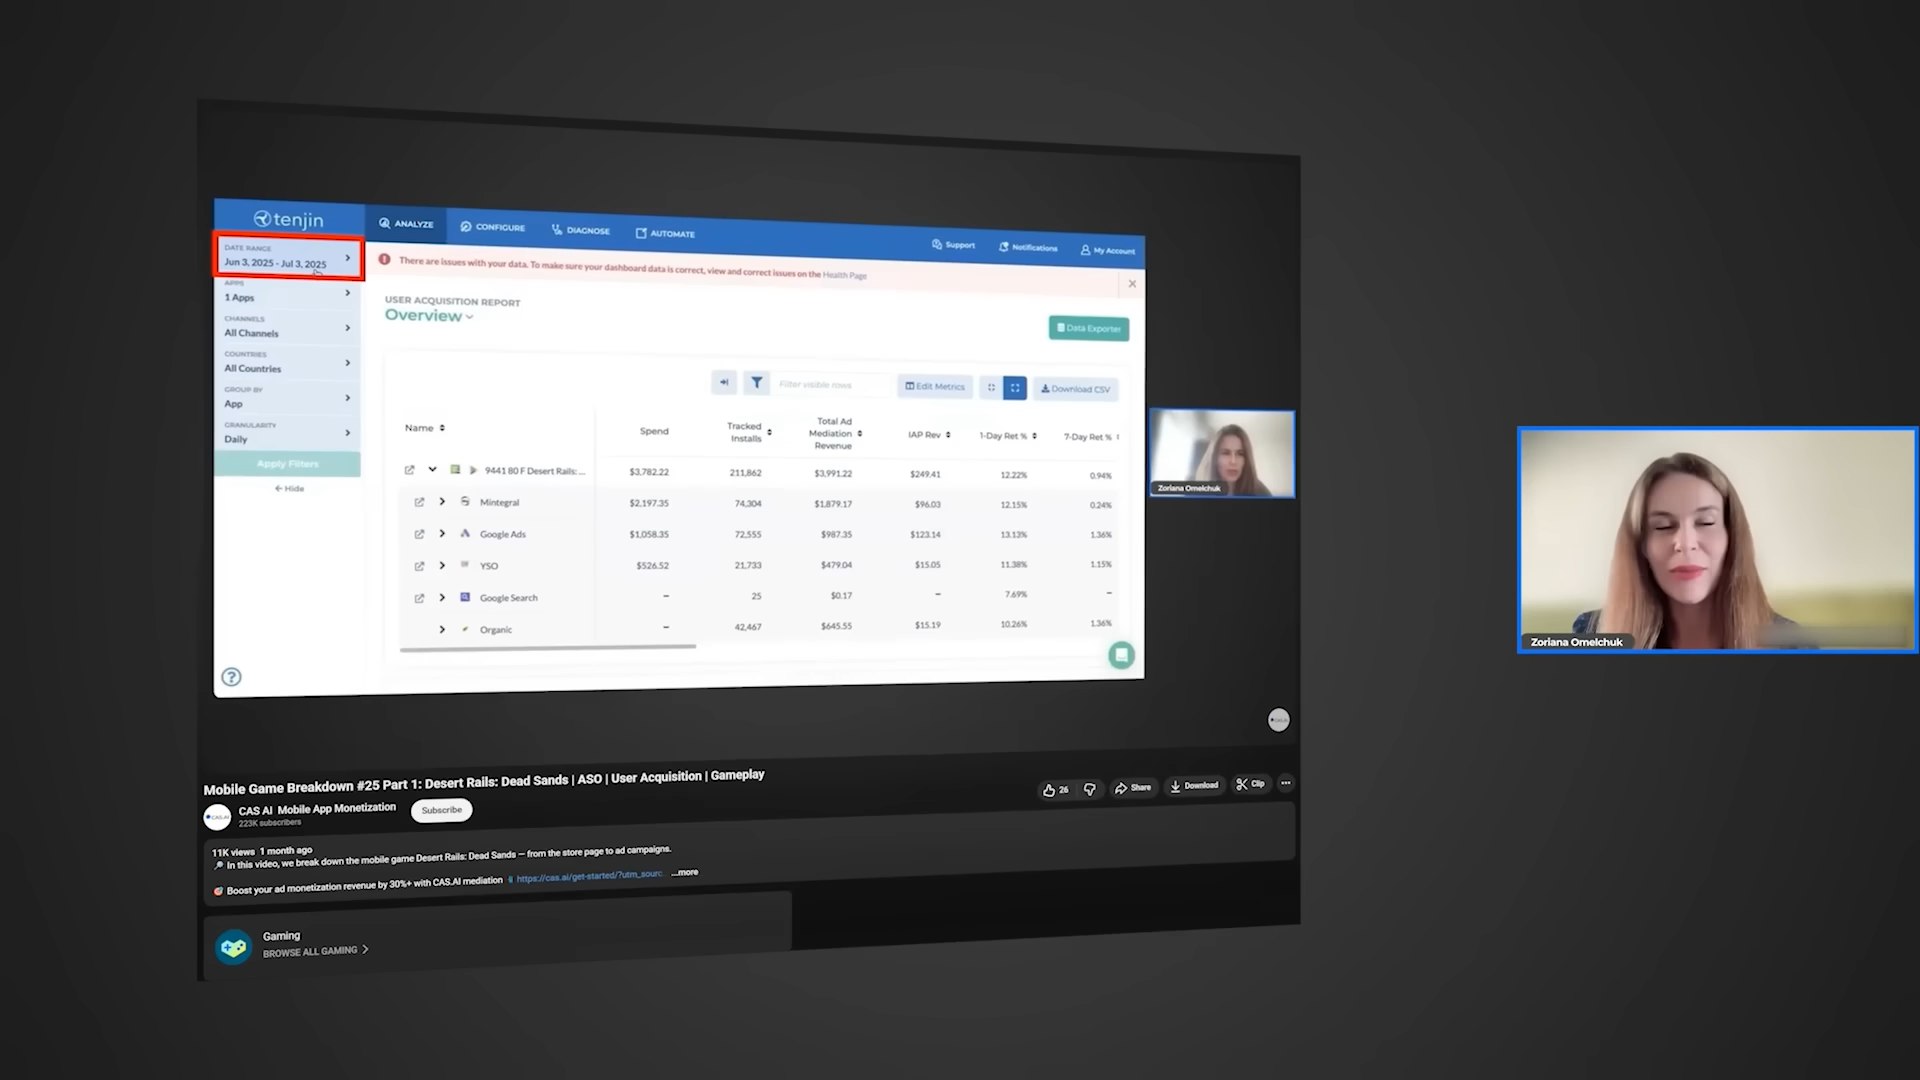 tenjin
ANALYZE
CONFIGURE
DIAGNOSE
AUTOMATE
Support
Notifications
My Account
DATE RANGE
Jun 3, 2025 - Jul 3, 2025
APPS
1 Apps
CHANNELS
All Channels
COUNTRIES
All Countries
GROUP BY
App
GRANULARITY
Daily
Apply Filters
Hide
There are issues with your data. To make sure your dashboard data is correct, view and correct issues on the Health Page
USER ACQUISITION REPORT
Overview
Data Exporter
Filter visible rows
Edit Metrics
Download CSV
Name Spend Tracked Installs Total Ad Mediation Revenue IAP Rev 1-Day Ret % 7-Day Ret %
9441 80 F Desert Rails: ... $3,782.22 211,862 $3,991.22 $249.41 12.22% 0.94%
Mintegral $2,197.35 74,304 $1,879.17 $96.03 12.15% 0.24%
Google Ads $1,058.35 72,555 $987.35 $123.14 13.13% 1.36%
YSO $526.52 21,733 $479.04 $15.05 11.38% 1.15%
Google Search – 25 $0.17 – 7.69% –
Organic – 42,467 $645.55 $15.19 10.26% 1.36%
?
Zoriana Omelchuk
Zoriana Omelchuk
Mobile Game Breakdown #25 Part 1: Desert Rails: Dead Sands | ASO | User Acquisition | Gameplay
CAS.AI
CAS AI Mobile App Monetization
223K subscribers
Subscribe
26
Share
Download
Clip
11K views 1 month ago
In this video, we break down the mobile game Desert Rails: Dead Sands — from the store page to ad campaigns.
Boost your ad monetization revenue by 30%+ with CAS.AI mediation https://cas.ai/get-started/?utm_sourc... ...more
Gaming
BROWSE ALL GAMING